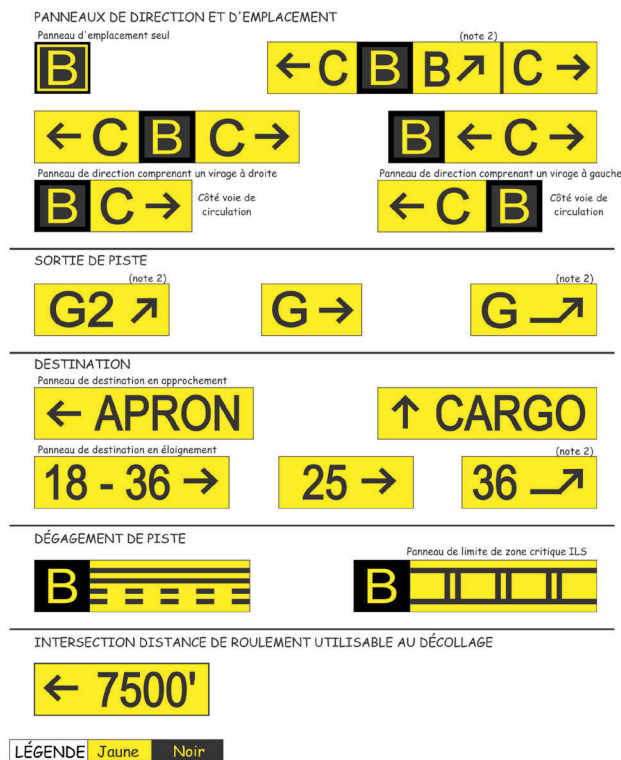 PANNEAUX DE DIRECTION ET D'EMPLACEMENT
Panneau d'emplacement seul
(note 2)
B
← C B B ↗ C →
← C B C →
B ← C →
Panneau de direction comprenant un virage à droite
Panneau de direction comprenant un virage à gauche
B C →
Côté voie de
circulation
← C B
Côté voie de
circulation
SORTIE DE PISTE
(note 2)
(note 2)
G2 ↗
G →
G
DESTINATION
Panneau de destination en approchement
← APRON
↑ CARGO
Panneau de destination en éloignement
(note 2)
18 - 36 →
25 →
36
DÉGAGEMENT DE PISTE
Panneau de limite de zone critique ILS
B
B
INTERSECTION DISTANCE DE ROULEMENT UTILISABLE AU DÉCOLLAGE
← 7500'
LÉGENDE Jaune Noir